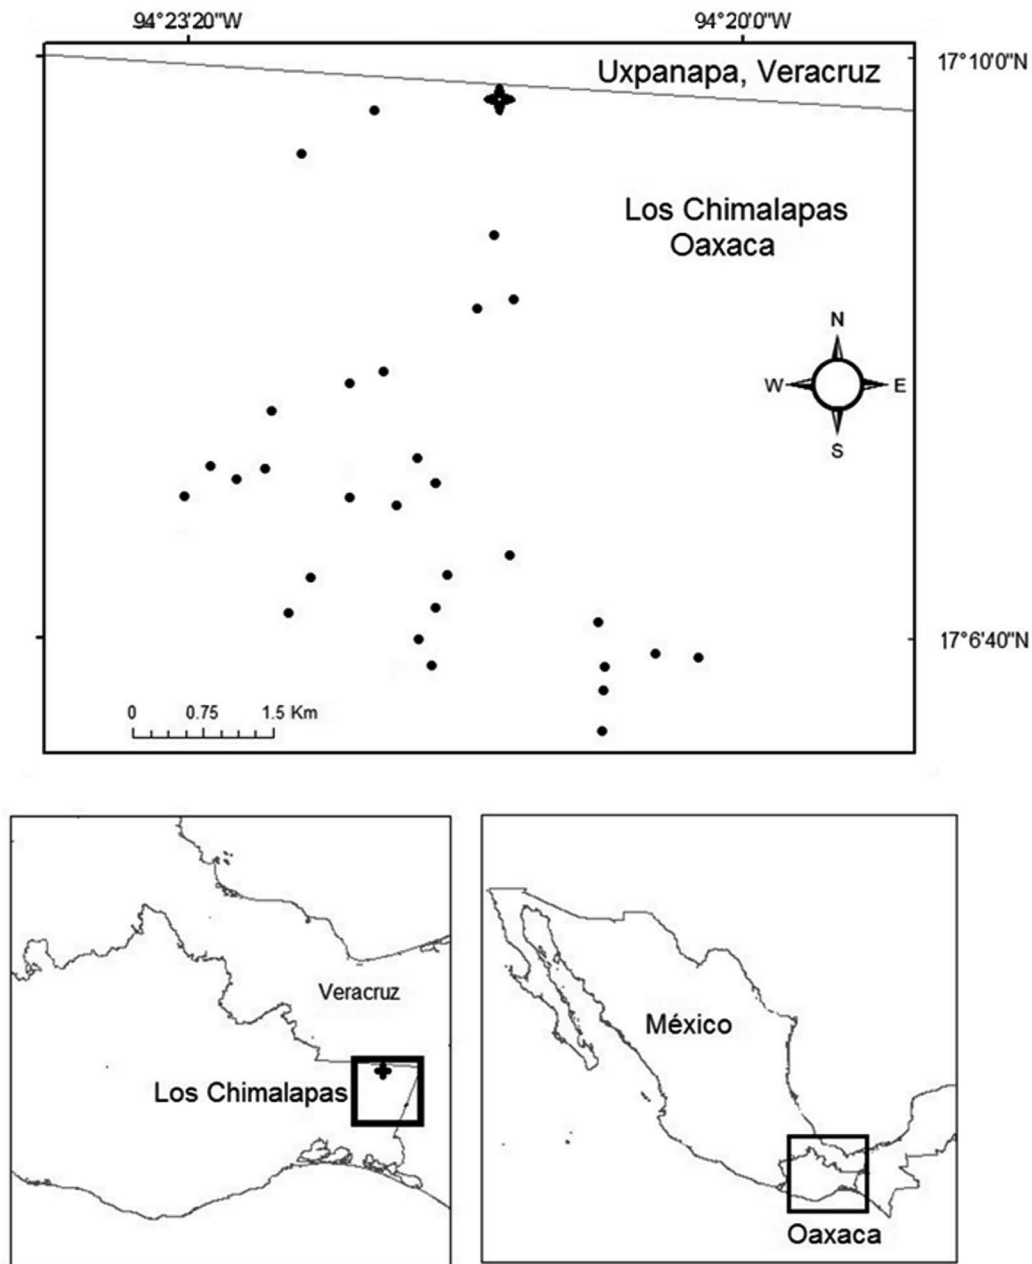 94°23'20"W 94°20'0"W
17°10'0"N
Uxpanapa, Veracruz
Los Chimalapas
Oaxaca
N
W E
S
17°6'40"N
0 0.75 1.5 Km
Veracruz
Los Chimalapas
México
Oaxaca